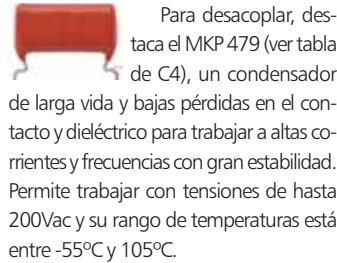 Para desacoplar, des-
taca el MKP 479 (ver tabla
de C4), un condensador
de larga vida y bajas pérdidas en el con-
tacto y dieléctrico para trabajar a altas co-
rrientes y frecuencias con gran estabilidad.
Permite trabajar con tensiones de hasta
200Vac y su rango de temperaturas está
entre -55ºC y 105ºC.